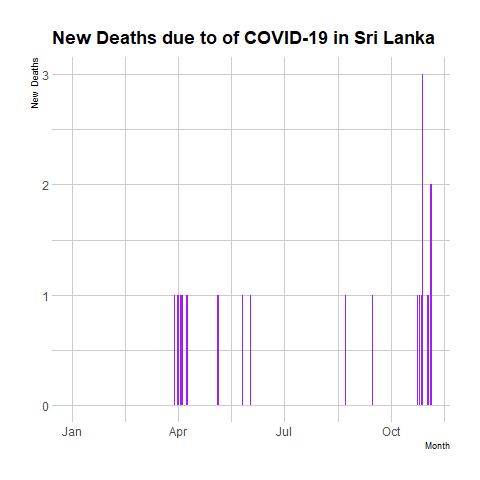 New Deaths due to of COVID-19 in Sri Lanka
New Deaths
3
2
1
0
Jan Apr Jul Oct
Month